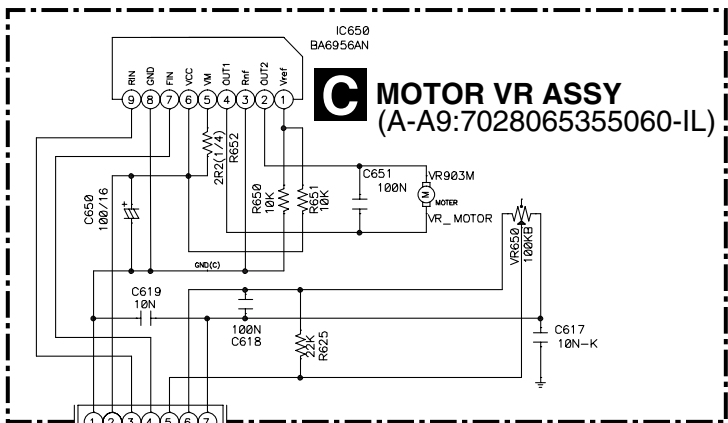 IC650
BA6956AN
RIN
GND
FIN
VCC
VM
OUT1
Rnf
OUT2
Vref
9 8 7 6 5 4 3 2 1
C MOTOR VR ASSY
(A-A9:7028065355060-IL)
2R2(1/4)
R652
C650
100/16
R650
10K
R651
10K
C651
100N
VR903M
M
MOTER
VR_MOTOR
VR650
100KB
GND(C)
C619
10N
100N
C618
22K
R625
C617
10N-K
1 2 3 4 5 6 7